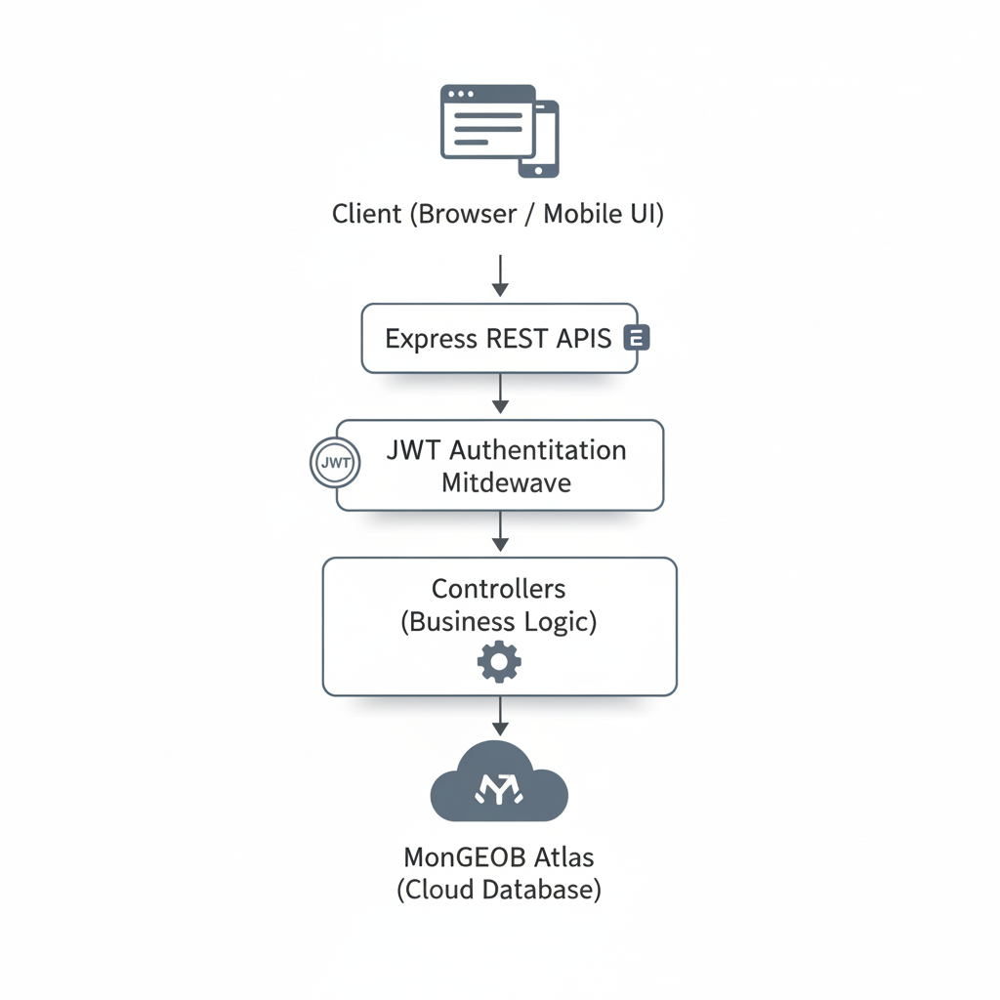 Client (Browser / Mobile UI)
Express REST APIS
E
JWT
JWT Authentitation
Mitdewave
Controllers
(Business Logic)
MonGEOB Atlas
(Cloud Database)